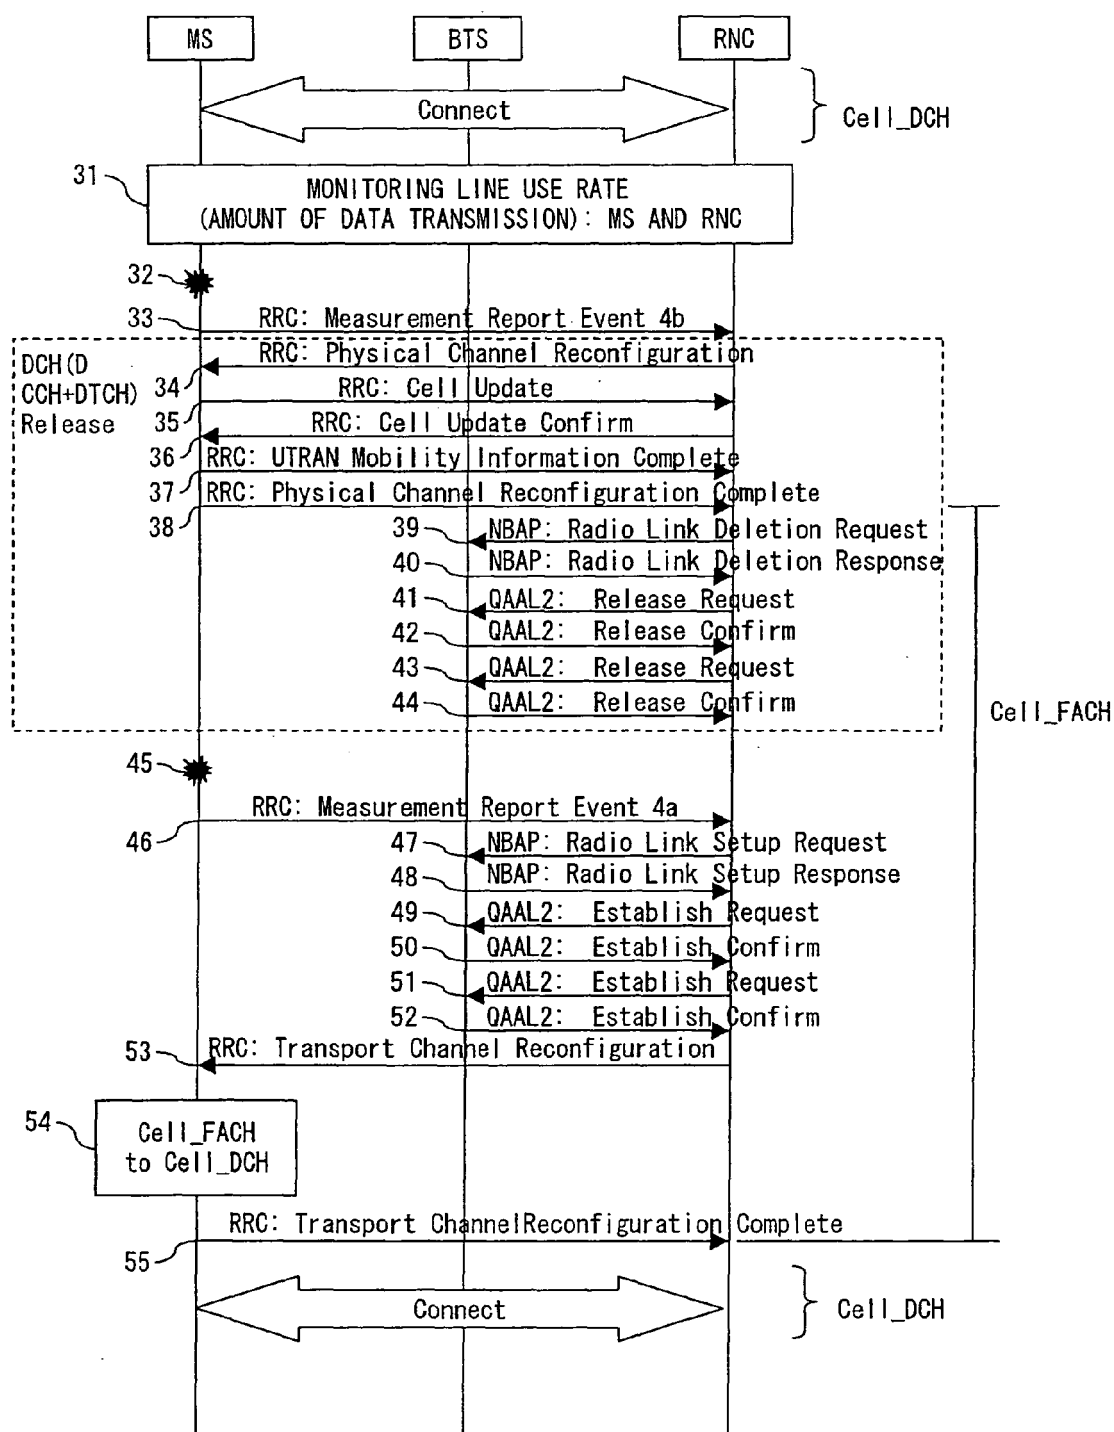 MS
BTS
RNC
Connect
Cell_DCH
31
MONITORING LINE USE RATE
(AMOUNT OF DATA TRANSMISSION): MS AND RNC
32
33
RRC: Measurement Report Event 4b
DCH(D
CCH+DTCH)
Release
RRC: Physical Channel Reconfiguration
34
RRC: Cell Update
35
RRC: Cell Update Confirm
36
RRC: UTRAN Mobility Information Complete
37
RRC: Physical Channel Reconfiguration Complete
38
39
NBAP: Radio Link Deletion Request
40
NBAP: Radio Link Deletion Response
41
QAAL2: Release Request
42
QAAL2: Release Confirm
43
QAAL2: Release Request
44
QAAL2: Release Confirm
Cell_FACH
45
RRC: Measurement Report Event 4a
46
47
NBAP: Radio Link Setup Request
48
NBAP: Radio Link Setup Response
49
QAAL2: Establish Request
50
QAAL2: Establish Confirm
51
QAAL2: Establish Request
52
QAAL2: Establish Confirm
53
RRC: Transport Channel Reconfiguration
54
Cell_FACH
to Cell_DCH
RRC: Transport ChannelReconfiguration Complete
55
Connect
Cell_DCH